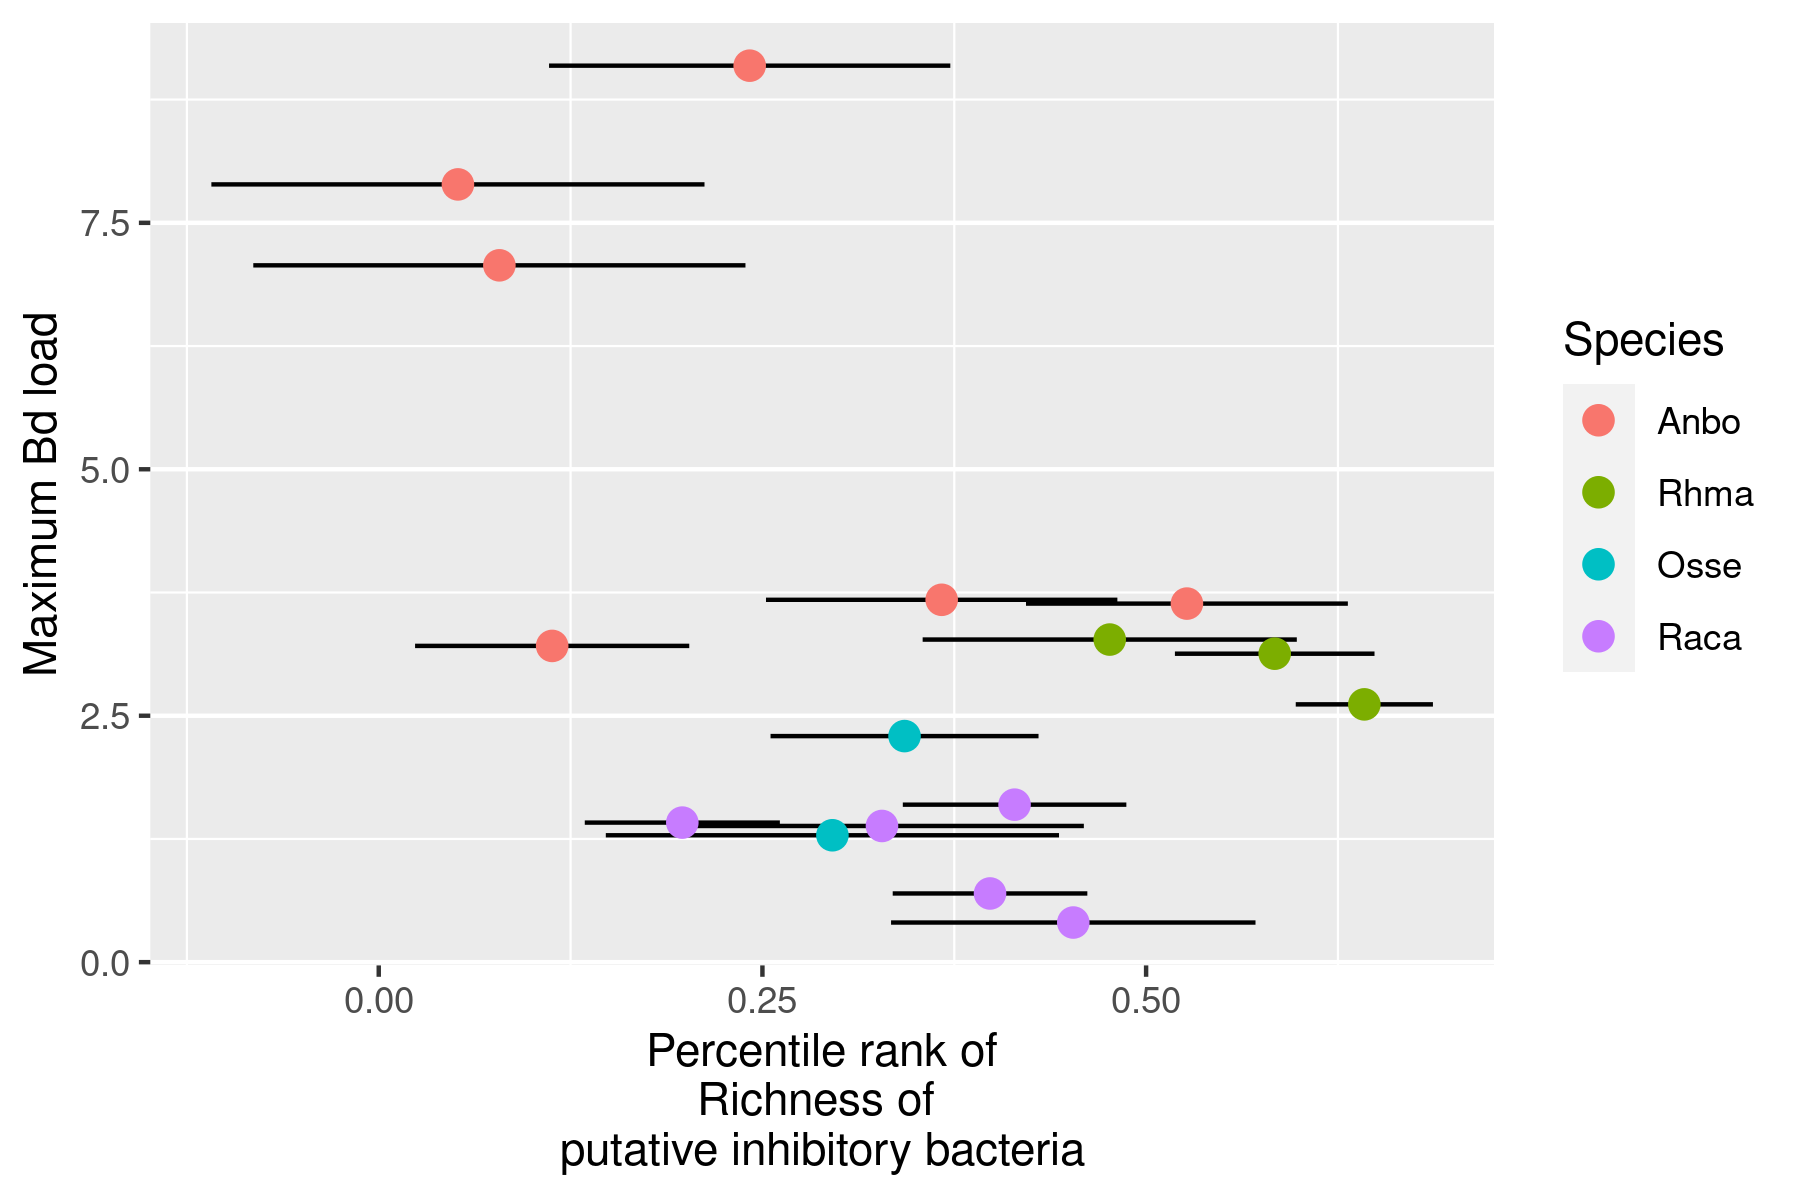 Maximum Bd load
7.5
5.0
2.5
0.0
0.00
0.25
0.50
Percentile rank of
Richness of
putative inhibitory bacteria
Species
Anbo
Rhma
Osse
Raca